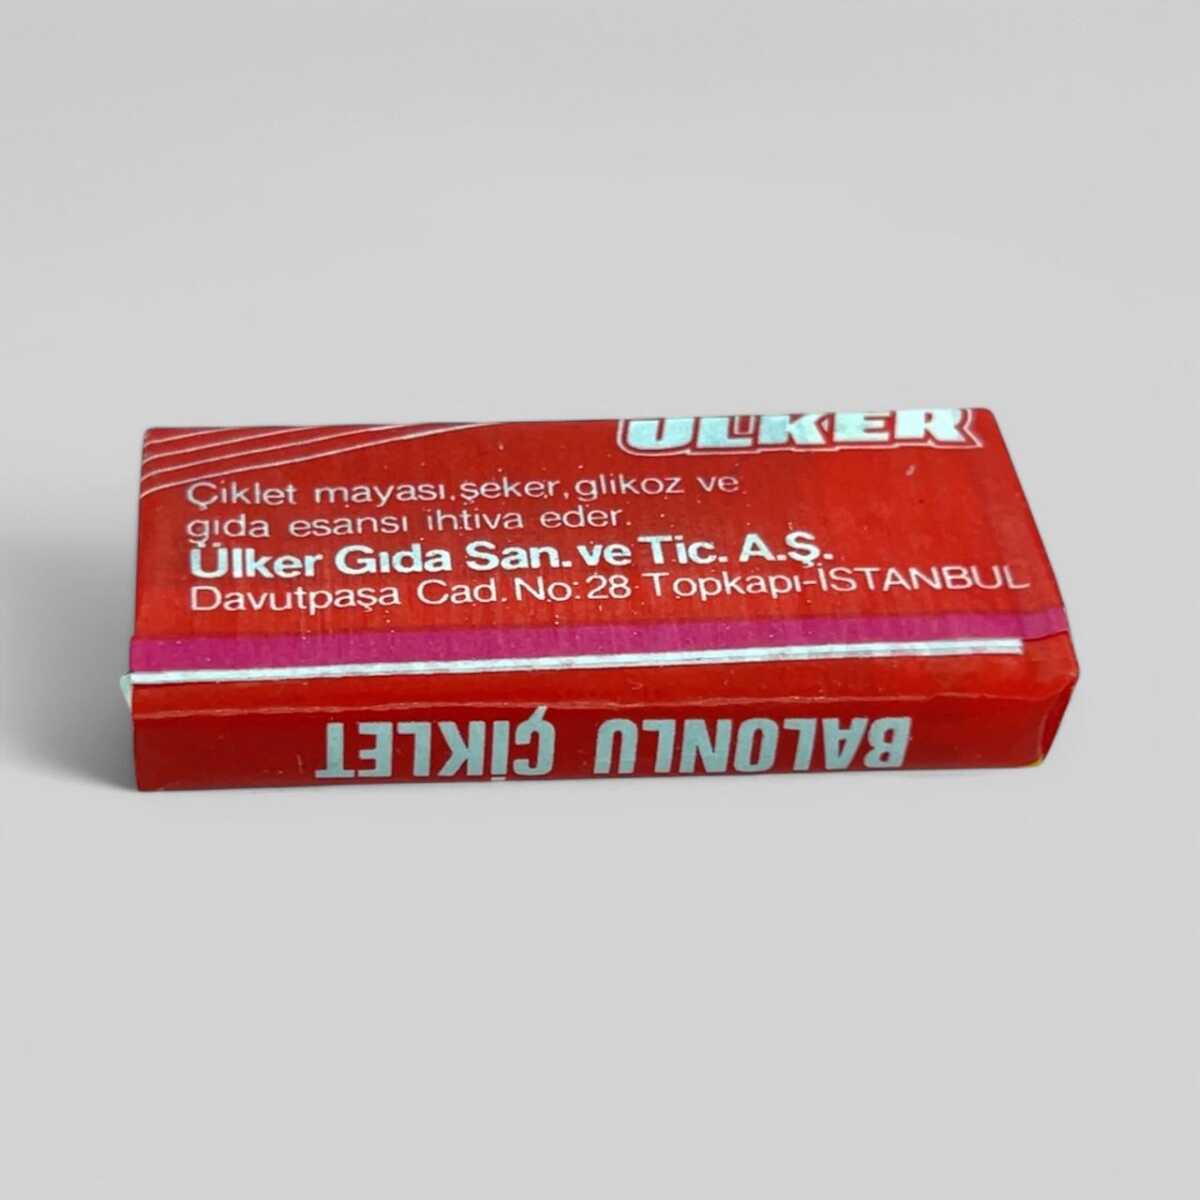 ÜLKER
Çiklet mayası, şeker, glikoz ve
gıda esansı ihtiva eder.
Ülker Gıda San. ve Tic. A.Ş.
Davutpaşa Cad. No: 28 Topkapı-İSTANBUL
BALONLU ÇİKLET